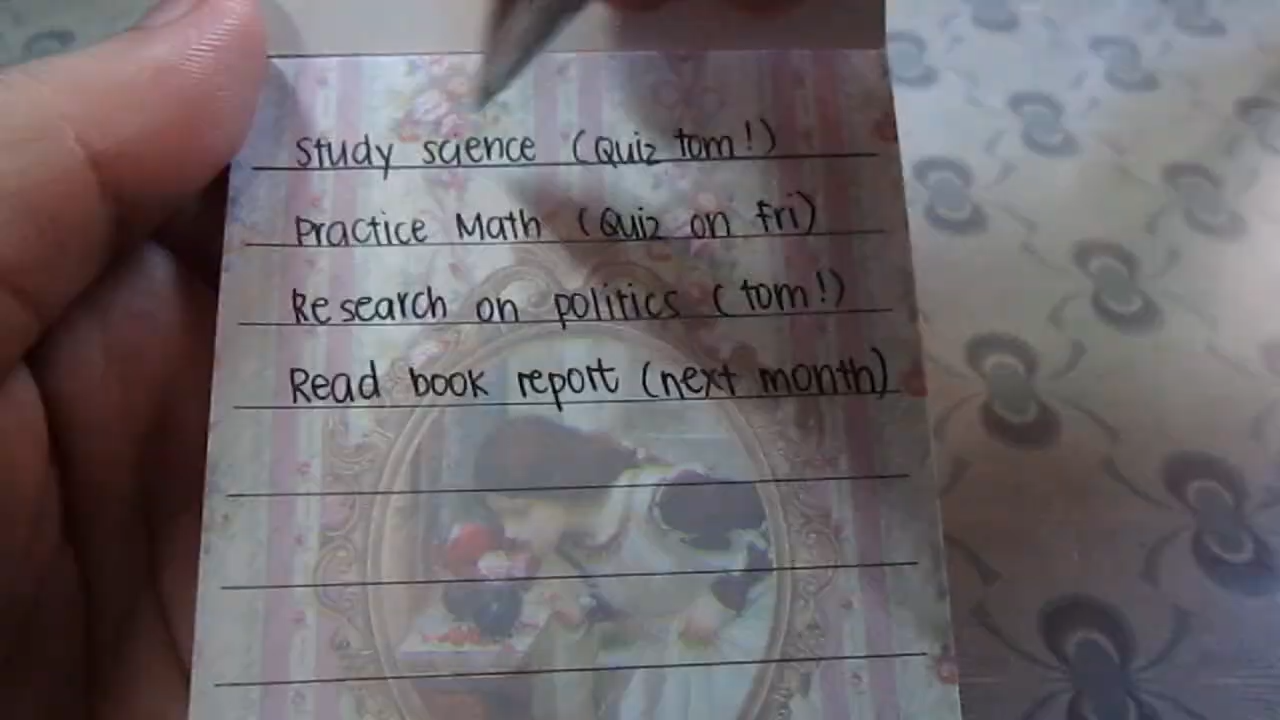 study science (Quiz tom!)
Practice Math (Quiz on Fri)
Research on politics (tom!)
Read book report (next month)